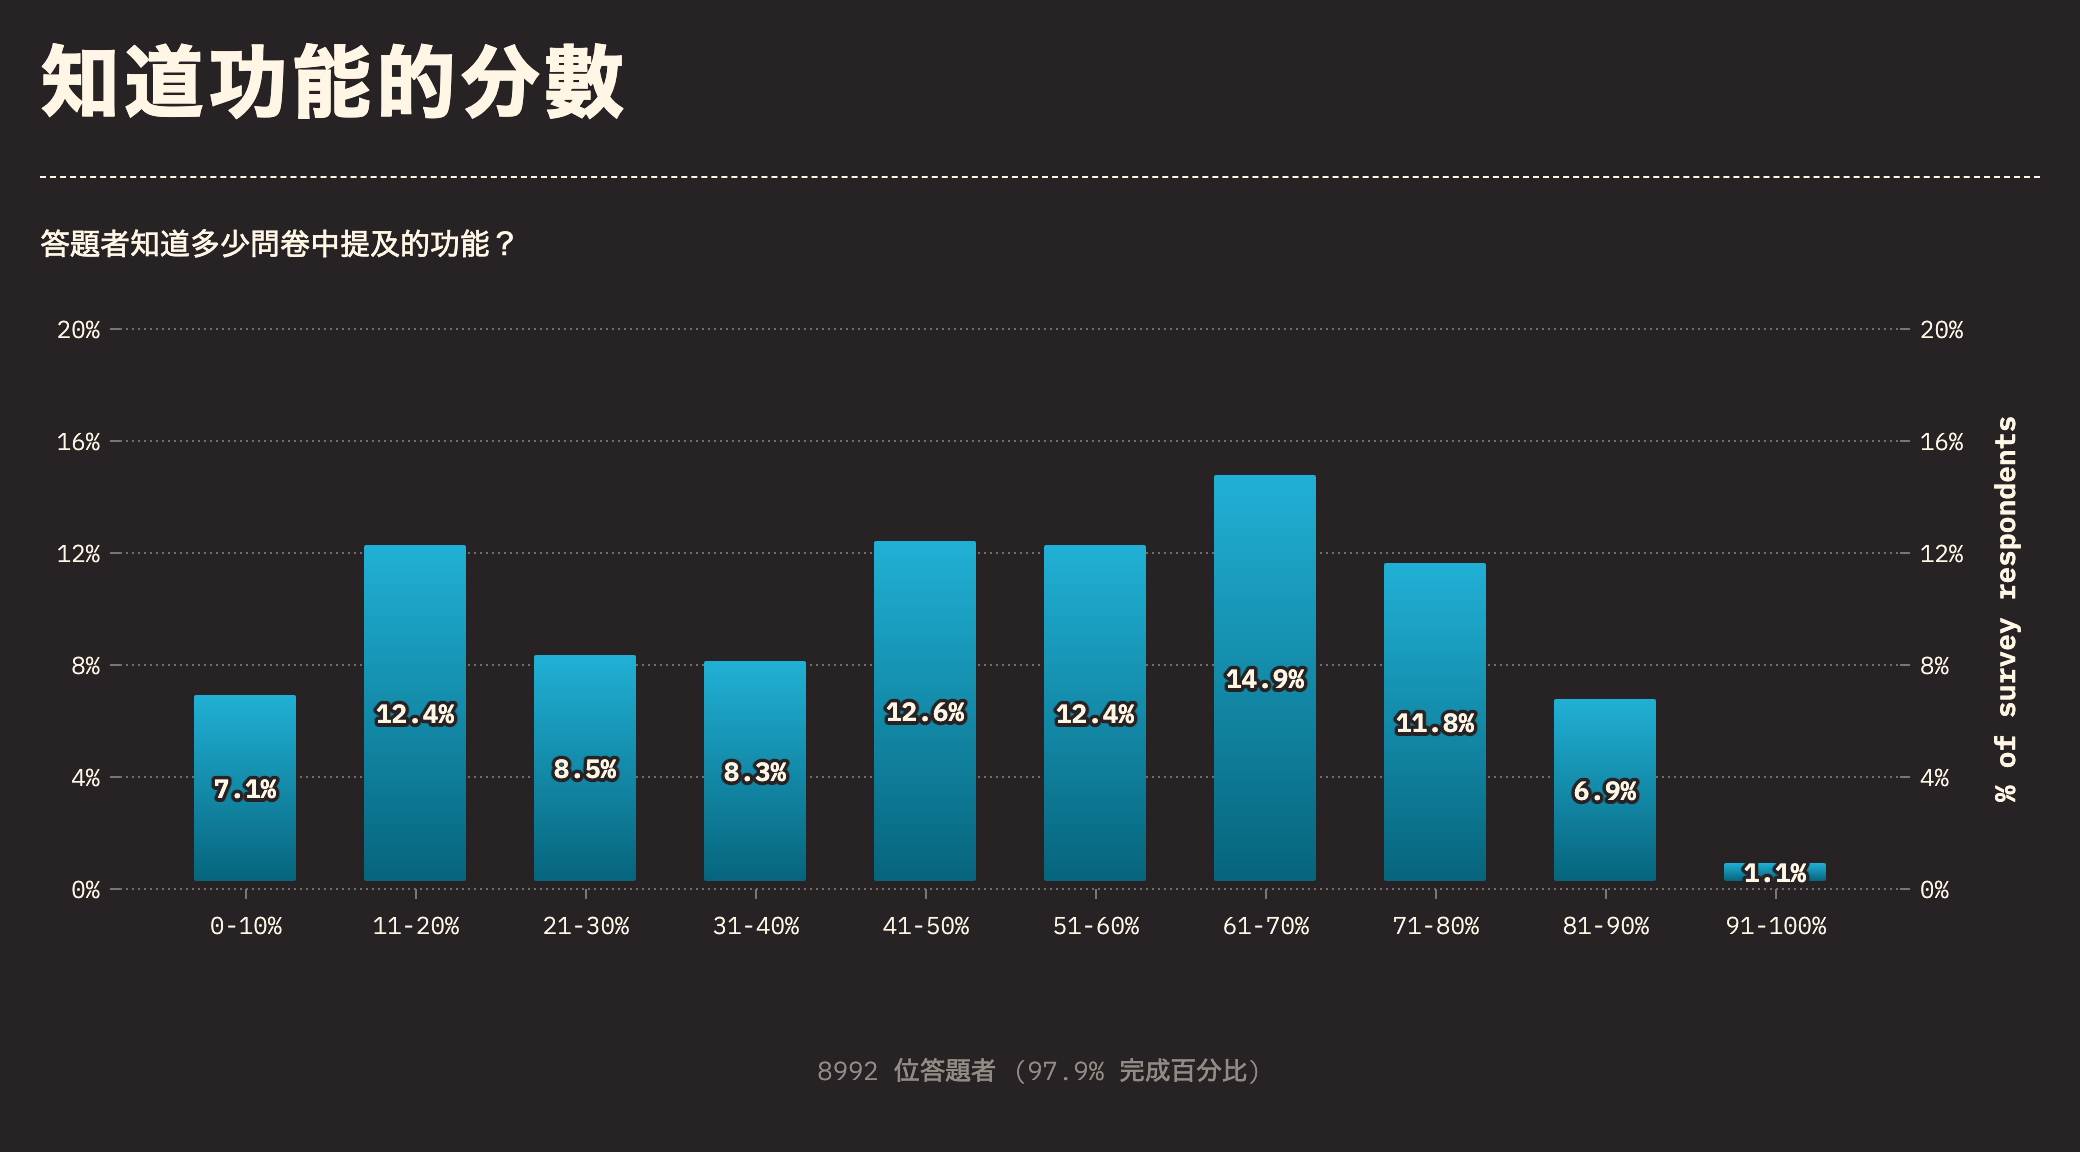 知道功能的分數
答題者知道多少問卷中提及的功能？
20% 20%
16% 16%
12% 12%
8% 8%
4% 4%
0% 0%
7.1% 12.4% 8.5% 8.3% 12.6% 12.4% 14.9% 11.8% 6.9% 1.1%
0-10% 11-20% 21-30% 31-40% 41-50% 51-60% 61-70% 71-80% 81-90% 91-100%
% of survey respondents
8992 位答題者 (97.9% 完成百分比)